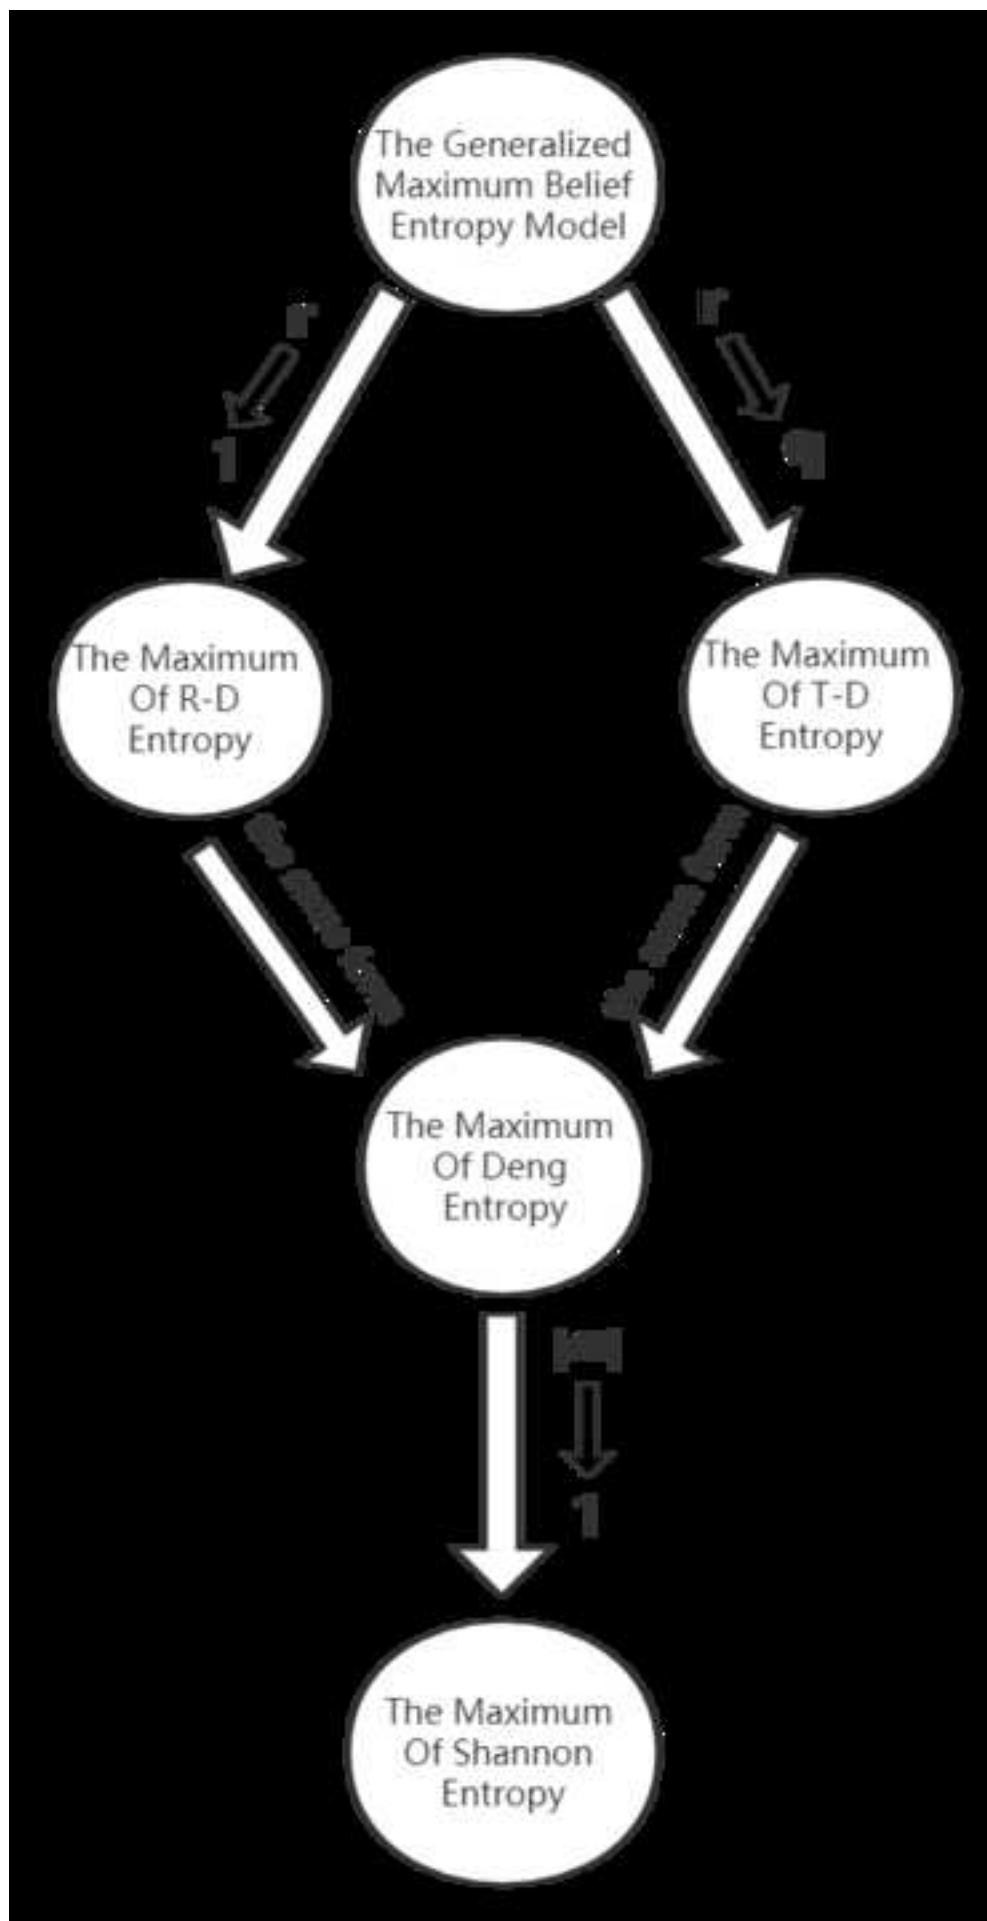 The Generalized
Maximum Belief
Entropy Model
r
r
1
q
The Maximum
Of R-D
Entropy
The Maximum
Of T-D
Entropy
The Maximum
Of Deng
Entropy
1
The Maximum
Of Shannon
Entropy